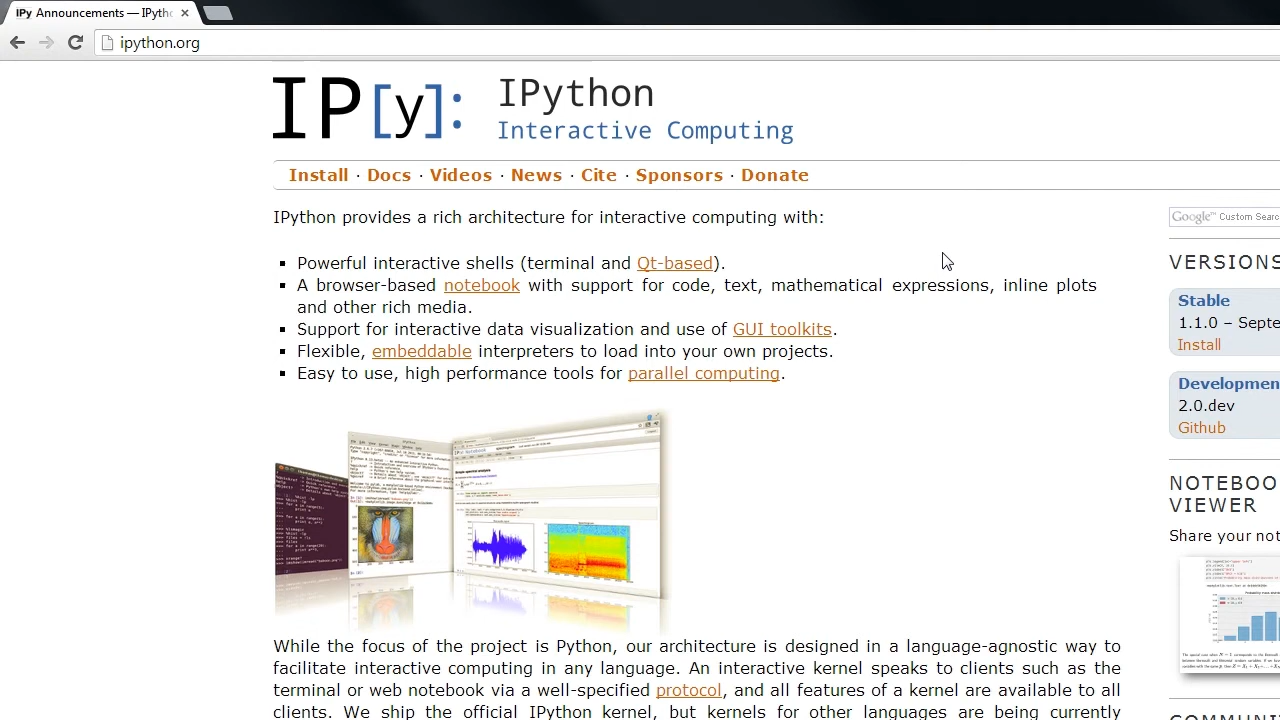 IPy Announcements — IPytho
ipython.org
IP[y]:
IPython
Interactive Computing
Install · Docs · Videos · News · Cite · Sponsors · Donate
IPython provides a rich architecture for interactive computing with:
Powerful interactive shells (terminal and Qt-based).
A browser-based notebook with support for code, text, mathematical expressions, inline plots
and other rich media.
Support for interactive data visualization and use of GUI toolkits.
Flexible, embeddable interpreters to load into your own projects.
Easy to use, high performance tools for parallel computing.
While the focus of the project is Python, our architecture is designed in a language-agnostic way to
facilitate interactive computing in any language. An interactive kernel speaks to clients such as the
terminal or web notebook via a well-specified protocol, and all features of a kernel are available to all
clients. We ship the official IPython kernel, but kernels for other languages are being currently
Google™ Custom Searc
VERSIONS
Stable
1.1.0 – Septe
Install
Developmen
2.0.dev
Github
NOTEBOO
VIEWER
Share your not
COMMUNI